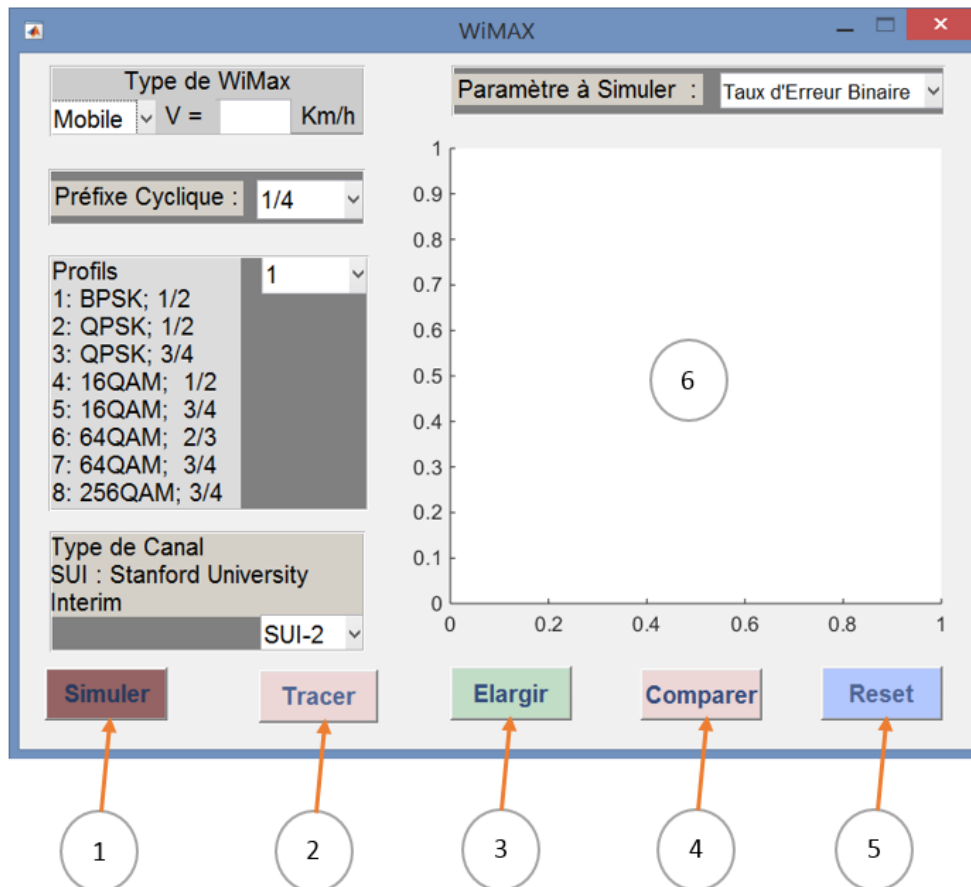 WiMAX
Type de WiMax
Mobile V = Km/h
Préfixe Cyclique : 1/4
Profils 1
1: BPSK; 1/2
2: QPSK; 1/2
3: QPSK; 3/4
4: 16QAM; 1/2
5: 16QAM; 3/4
6: 64QAM; 2/3
7: 64QAM; 3/4
8: 256QAM; 3/4
Type de Canal
SUI : Stanford University
Interim
SUI-2
Paramètre à Simuler : Taux d'Erreur Binaire
1
0.9
0.8
0.7
0.6
0.5
0.4
0.3
0.2
0.1
0
0 0.2 0.4 0.6 0.8 1
6
Simuler Tracer Elargir Comparer Reset
1 2 3 4 5